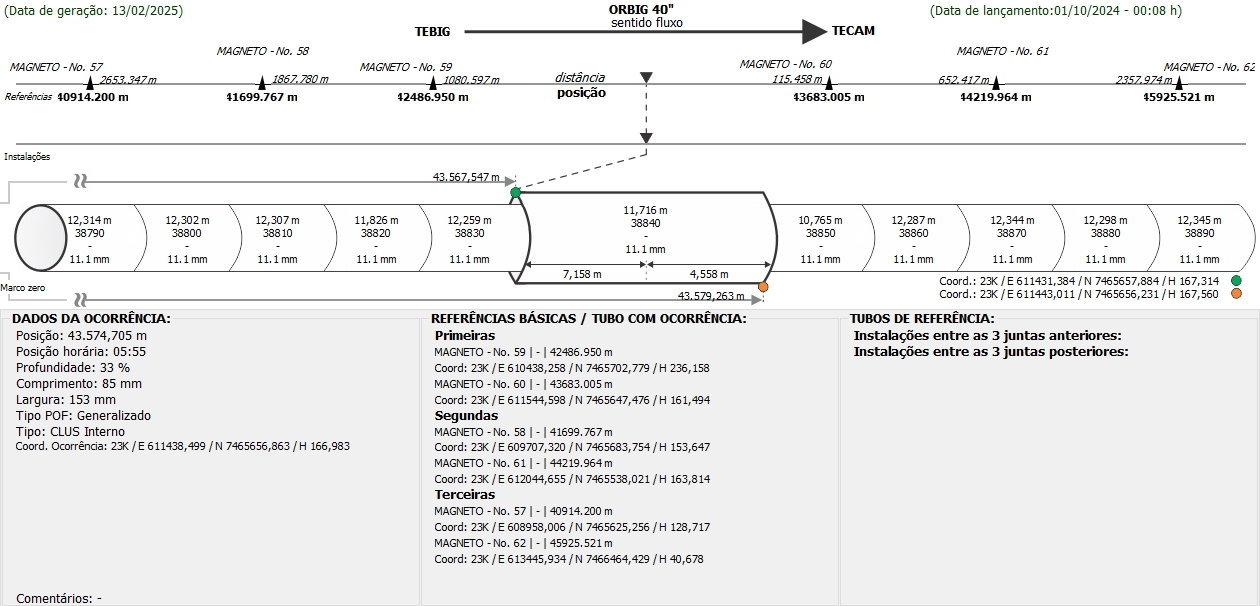 (Data de geração: 13/02/2025)
ORBIG 40"
(Data de lançamento:01/10/2024 - 00:08 h)
sentido fluxo
TEBIG
TECAM
MAGNETO - No. 57
MAGNETO - No. 58
MAGNETO - No. 59
MAGNETO - No. 60
MAGNETO - No. 61
MAGNETO - No. 62
2653,347 m
1867.780 m
1080.597 m
distância
115.458 m
652.417 m
2357.974 m
Referências
40914.200 m
41699.767 m
42486.950 m
posição
43683.005 m
44219.964 m
45925.521 m
Instalações
43.567,547 m
12,314 m
38790
-
11.1 mm
12,302 m
38800
-
11.1 mm
12,307 m
38810
-
11.1 mm
11,826 m
38820
-
11.1 mm
12,259 m
38830
-
11.1 mm
11,716 m
38840
-
11.1 mm
7,158 m
4,558 m
10,765 m
38850
-
11.1 mm
12,287 m
38860
-
11.1 mm
12,344 m
38870
-
11.1 mm
12,298 m
38880
-
11.1 mm
12,345 m
38890
-
11.1 mm
Marco zero
43.579,263 m
Coord.: 23K / E 611431,384 / N 7465657,884 / H 167,314
Coord.: 23K / E 611443,011 / N 7465656,231 / H 167,560
DADOS DA OCORRÊNCIA:
Posição: 43.574,705 m
Posição horária: 05:55
Profundidade: 33 %
Comprimento: 85 mm
Largura: 153 mm
Tipo POF: Generalizado
Tipo: CLUS Interno
Coord. Ocorrência: 23K / E 611438,499 / N 7465656,863 / H 166,983
Comentários: -
REFERÊNCIAS BÁSICAS / TUBO COM OCORRÊNCIA:
Primeiras
MAGNETO - No. 59 | - | 42486.950 m
Coord: 23K / E 610438,258 / N 7465702,779 / H 236,158
MAGNETO - No. 60 | - | 43683.005 m
Coord: 23K / E 611544,598 / N 7465647,476 / H 161,494
Segundas
MAGNETO - No. 58 | - | 41699.767 m
Coord: 23K / E 609707,320 / N 7465683,754 / H 153,647
MAGNETO - No. 61 | - | 44219.964 m
Coord: 23K / E 612044,655 / N 7465538,021 / H 163,814
Terceiras
MAGNETO - No. 57 | - | 40914.200 m
Coord: 23K / E 608958,006 / N 7465625,256 / H 128,717
MAGNETO - No. 62 | - | 45925.521 m
Coord: 23K / E 613445,934 / N 7466464,429 / H 40,678
TUBOS DE REFERÊNCIA:
Instalações entre as 3 juntas anteriores:
Instalações entre as 3 juntas posteriores: